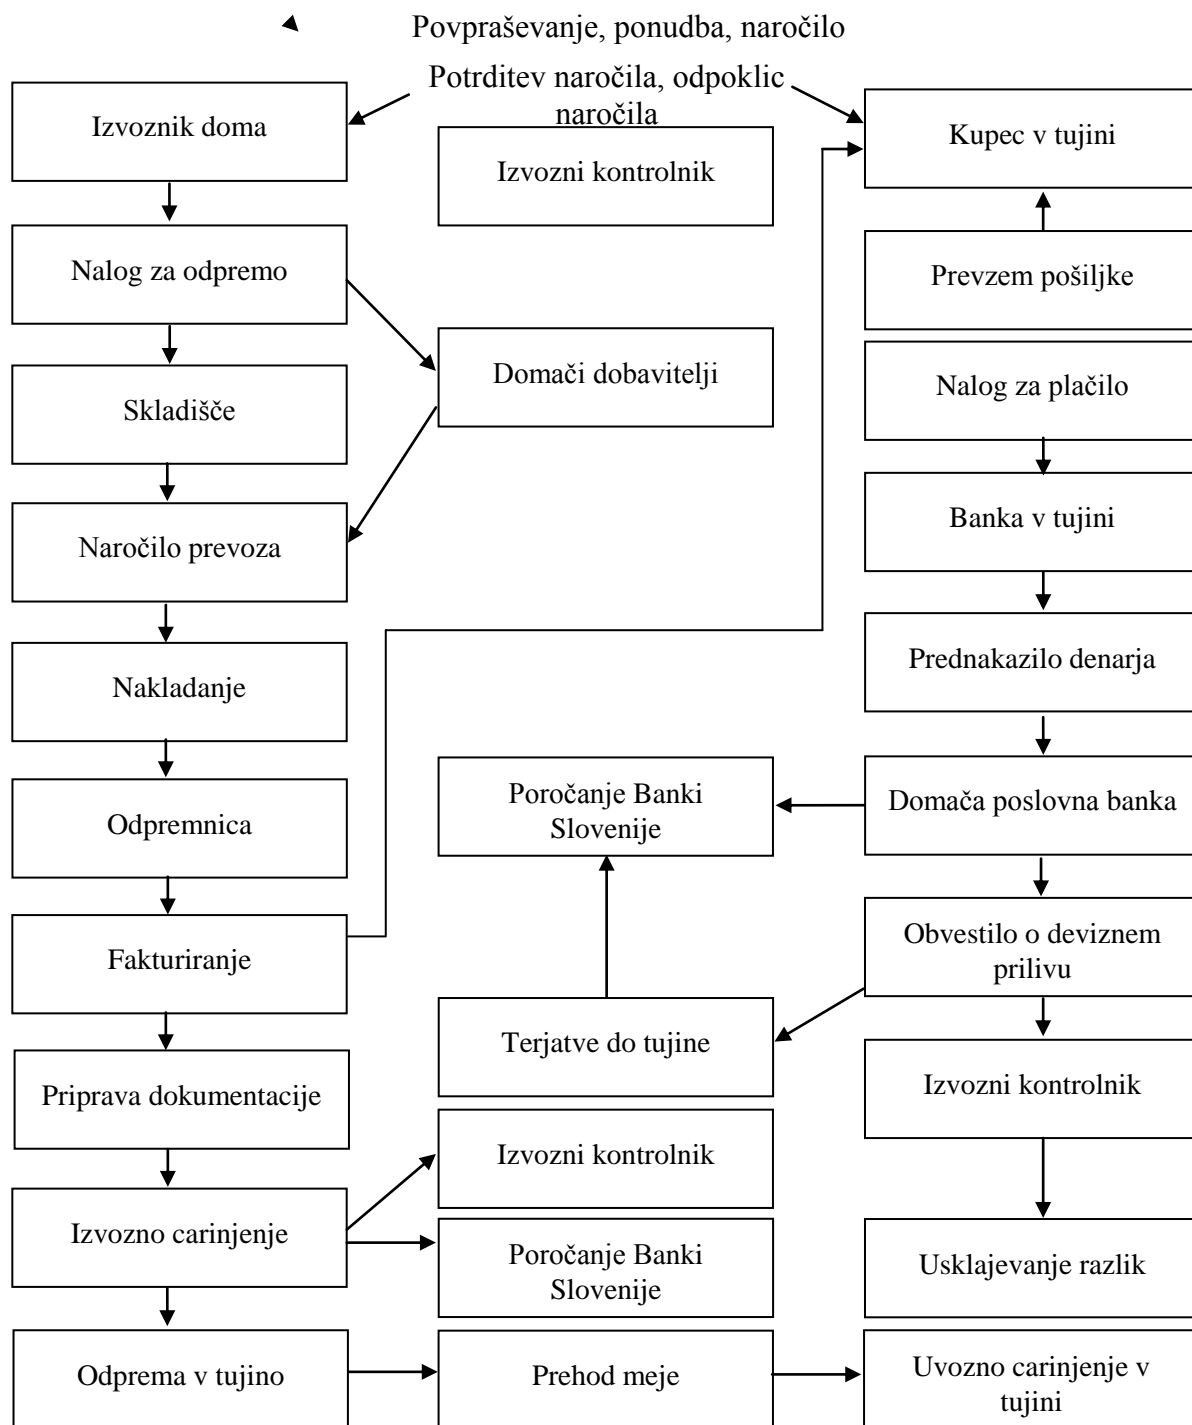 Povpraševanje, ponudba, naročilo
Potrditev naročila, odpoklic
naročila
Izvoznik doma
Izvozni kontrolnik
Kupec v tujini
Nalog za odpremo
Prevzem pošiljke
Domači dobavitelji
Nalog za plačilo
Skladišče
Naročilo prevoza
Banka v tujini
Nakladanje
Prednakazilo denarja
Odpremnica
Poročanje Banki
Slovenije
Domača poslovna banka
Fakturiranje
Obvestilo o deviznem
prilivu
Terjatve do tujine
Priprava dokumentacije
Izvozni kontrolnik
Izvozni kontrolnik
Izvozno carinjenje
Poročanje Banki
Slovenije
Usklajevanje razlik
Odprema v tujino
Prehod meje
Uvozno carinjenje v
tujini